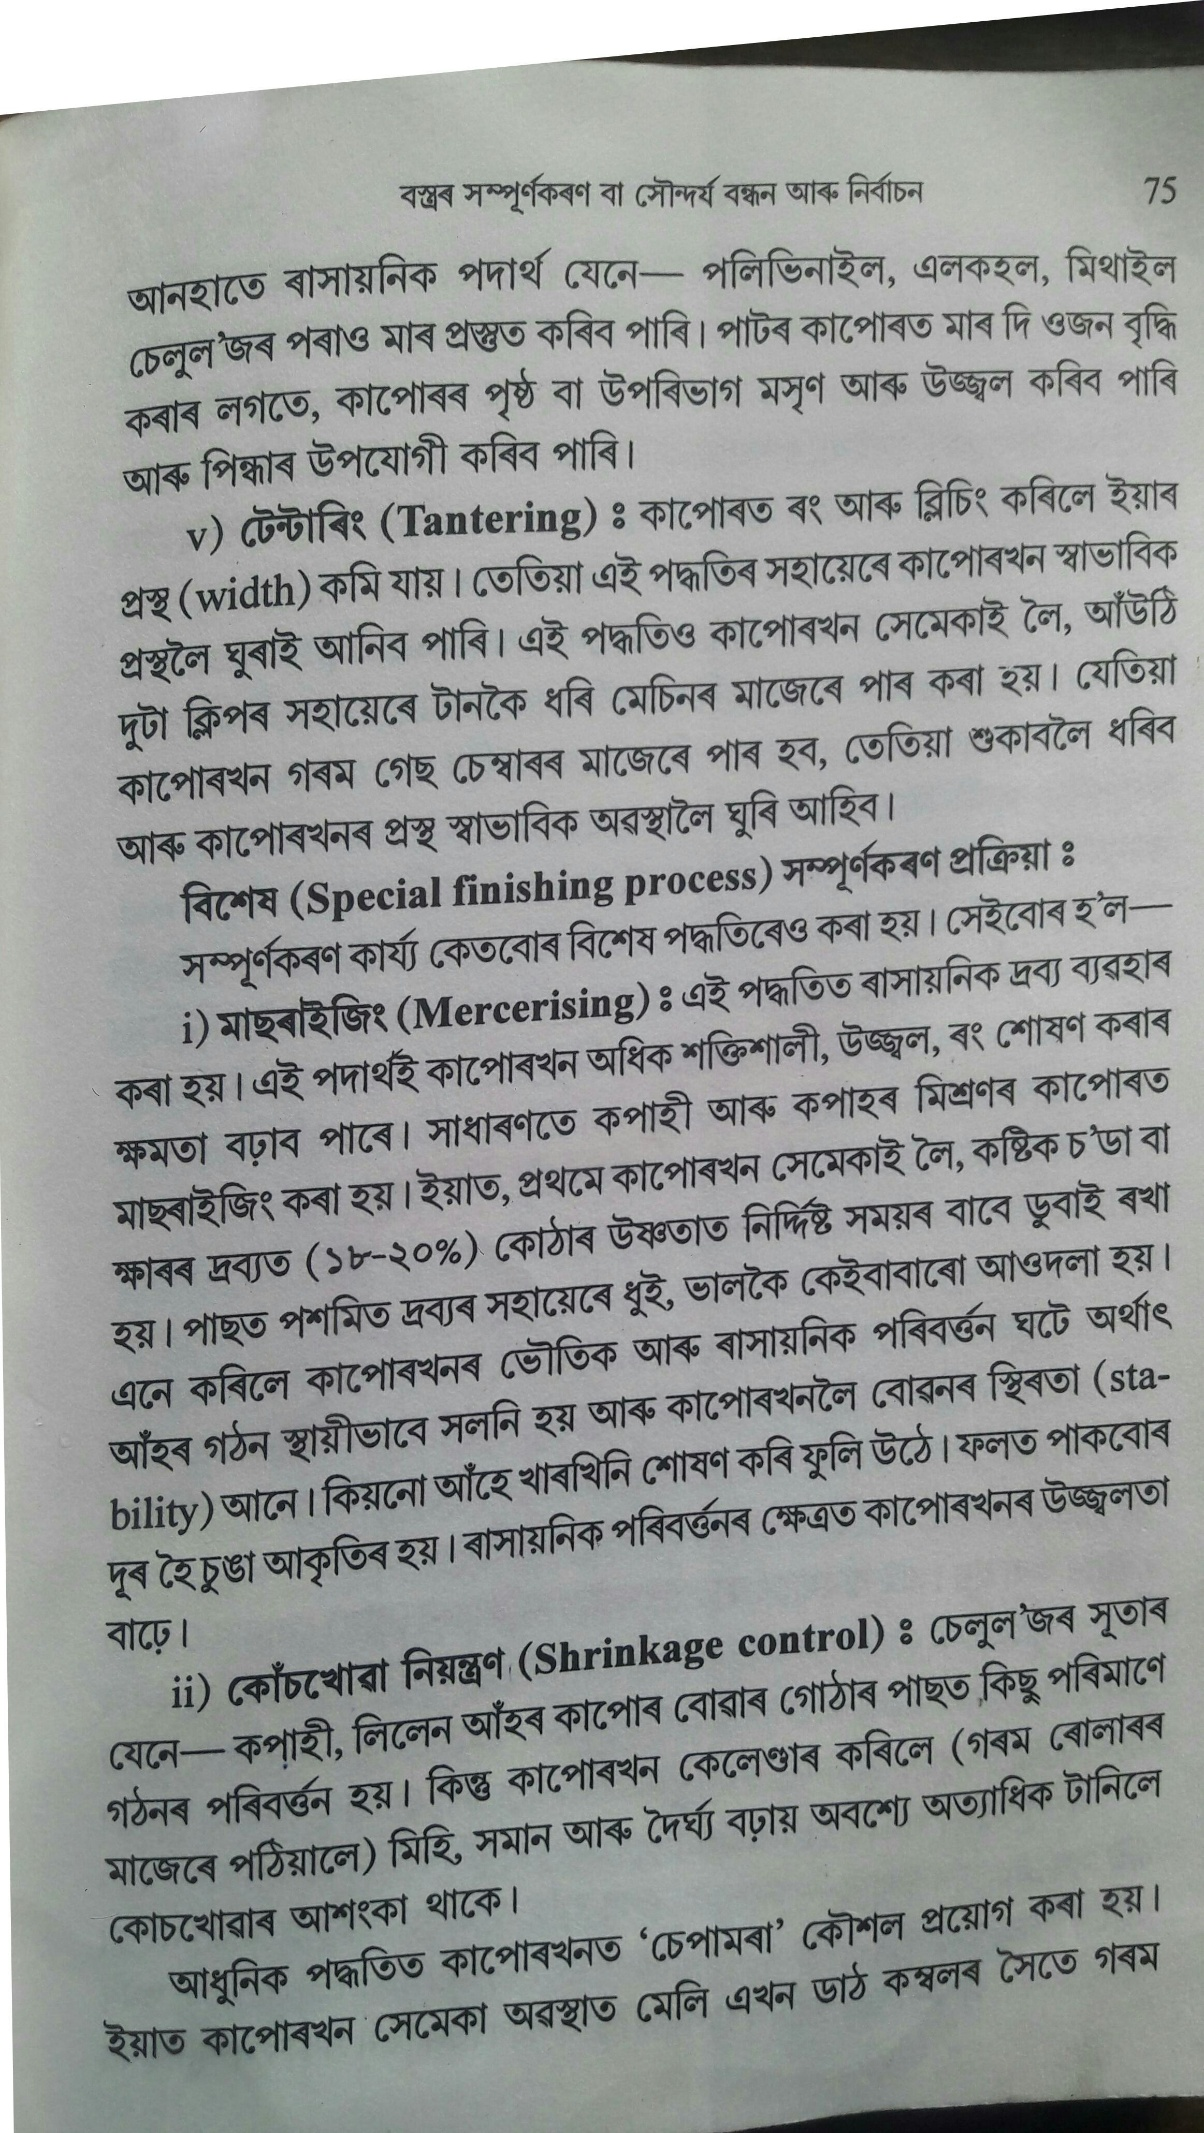 বস্ত্ৰৰ সম্পূৰ্ণকৰণ বা সৌন্দৰ্য বন্ধন আৰু নিৰ্বাচন 75
আনহাতে ৰাসায়নিক পদাৰ্থ যেনে— পলিভিনাইল, এলকহল, মিথাইল
চেলুল'জৰ পৰাও মাৰ প্ৰস্তুত কৰিব পাৰি। পাটৰ কাপোৰত মাৰ দি ওজন বৃদ্ধি
কৰাৰ লগতে, কাপোৰৰ পৃষ্ঠ বা উপৰিভাগ মসৃণ আৰু উজ্জ্বল কৰিব পাৰি
আৰু পিন্ধাৰ উপযোগী কৰিব পাৰি।
v) টেন্টাৰিং (Tantering) : কাপোৰত ৰং আৰু ব্লিচিং কৰিলে ইয়াৰ
প্ৰস্থ (width) কমি যায়। তেতিয়া এই পদ্ধতিৰ সহায়েৰে কাপোৰখন স্বাভাবিক
প্ৰস্থলৈ ঘুৰাই আনিব পাৰি। এই পদ্ধতিও কাপোৰখন সেমেকাই লৈ, আঁউঠি
দুটা ক্লিপৰ সহায়েৰে টানকৈ ধৰি মেচিনৰ মাজেৰে পাৰ কৰা হয়। যেতিয়া
কাপোৰখন গৰম গেছ চেম্বাৰৰ মাজেৰে পাৰ হব, তেতিয়া শুকাবলৈ ধৰিব
আৰু কাপোৰখনৰ প্ৰস্থ স্বাভাবিক অৱস্থালৈ ঘুৰি আহিব।
বিশেষ (Special finishing process) সম্পূৰ্ণকৰণ প্ৰক্ৰিয়া :
সম্পূৰ্ণকৰণ কাৰ্য্য কেতবোৰ বিশেষ পদ্ধতিৰেও কৰা হয়। সেইবোৰ হ'ল—
i) মাছৰাইজিং (Mercerising) : এই পদ্ধতিত ৰাসায়নিক দ্ৰব্য ব্যৱহাৰ
কৰা হয়। এই পদাৰ্থই কাপোৰখন অধিক শক্তিশালী, উজ্জ্বল, ৰং শোষণ কৰাৰ
ক্ষমতা বঢ়াব পাৰে। সাধাৰণতে কপাহী আৰু কপাহৰ মিশ্ৰণৰ কাপোৰত
মাছৰাইজিং কৰা হয়। ইয়াত, প্ৰথমে কাপোৰখন সেমেকাই লৈ, কষ্টিক চ'ডা বা
ক্ষাৰৰ দ্ৰব্যত (১৮-২০%) কোঠাৰ উষ্ণতাত নিৰ্দ্দিষ্ট সময়ৰ বাবে ডুবাই ৰখা
হয়। পাছত পশমিত দ্ৰব্যৰ সহায়েৰে ধুই, ভালকৈ কেইবাবাৰো আওদলা হয়।
এনে কৰিলে কাপোৰখনৰ ভৌতিক আৰু ৰাসায়নিক পৰিবৰ্ত্তন ঘটে অৰ্থাৎ
আঁহৰ গঠন স্থায়ীভাবে সলনি হয় আৰু কাপোৰখনলৈ বোৱনৰ স্থিৰতা (sta-
bility) আনে। কিয়নো আঁহে খাৰখিনি শোষণ কৰি ফুলি উঠে। ফলত পাকবোৰ
দূৰ হৈ চুঙা আকৃতিৰ হয়। ৰাসায়নিক পৰিবৰ্ত্তনৰ ক্ষেত্ৰত কাপোৰখনৰ উজ্জ্বলতা
বাঢ়ে।
ii) কোঁচখোৱা নিয়ন্ত্ৰণ (Shrinkage control) : চেলুল'জৰ সূতাৰ
যেনে— কপাহী, লিলেন আঁহৰ কাপোৰ বোৱাৰ গোঠাৰ পাছত কিছু পৰিমাণে
গঠনৰ পৰিবৰ্ত্তন হয়। কিন্তু কাপোৰখন কেলেণ্ডাৰ কৰিলে (গৰম ৰোলাৰৰ
মাজেৰে পঠিয়ালে) মিহি, সমান আৰু দৈৰ্ঘ্য বঢ়ায় অবশ্যে অত্যাধিক টানিলে
কোচখোৱাৰ আশংকা থাকে।
আধুনিক পদ্ধতিত কাপোৰখনত ‘চেপামৰা’ কৌশল প্ৰয়োগ কৰা হয়।
ইয়াত কাপোৰখন সেমেকা অৱস্থাত মেলি এখন ডাঠ কম্বলৰ সৈতে গৰম